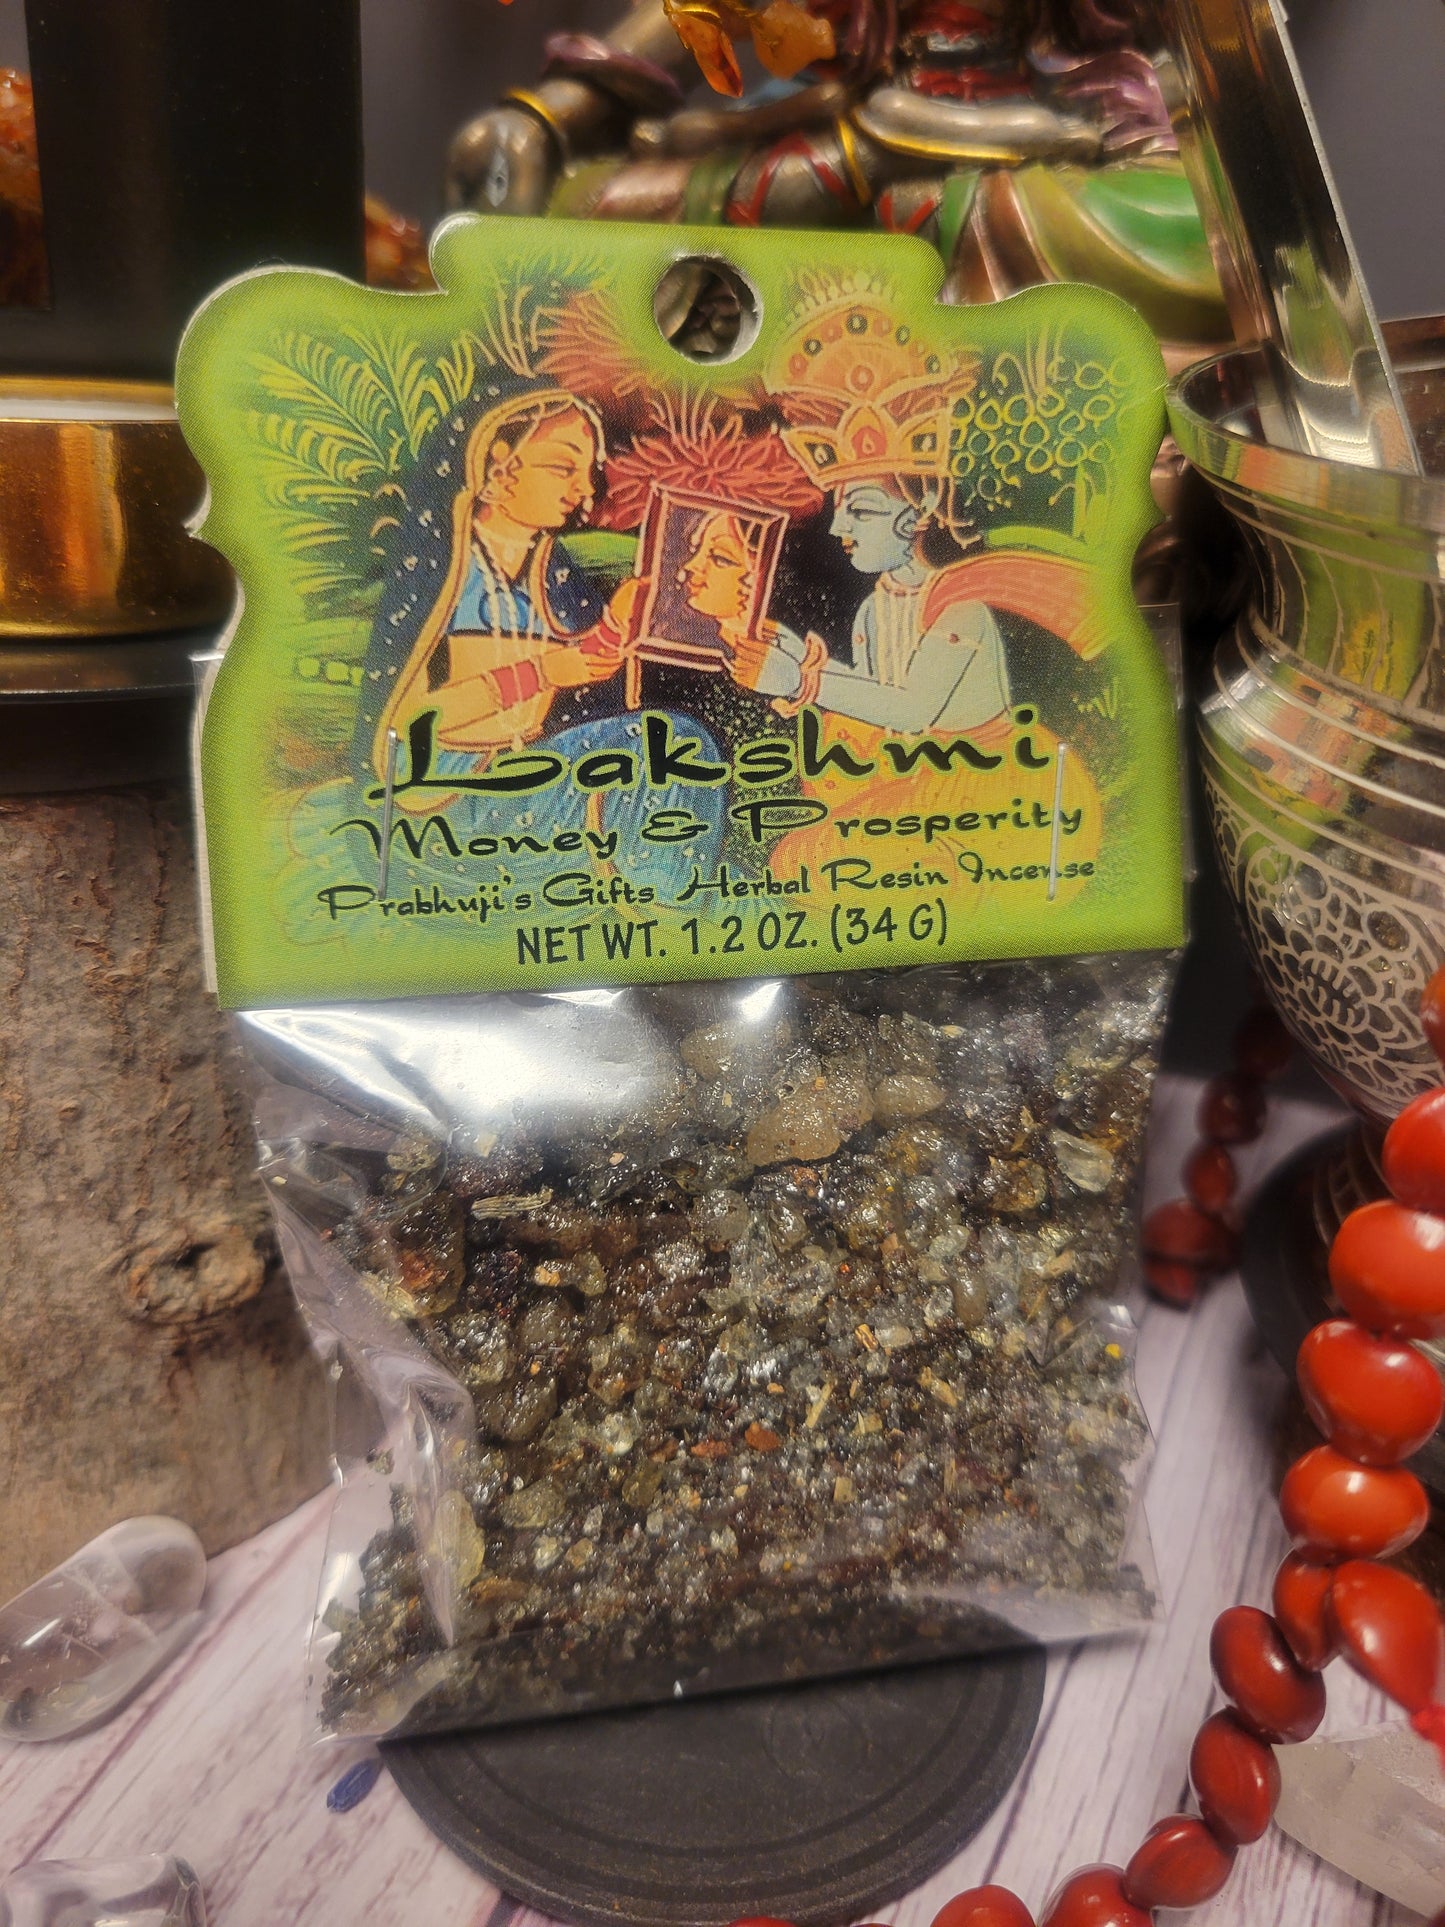 Lakshmi
Money & Prosperity
Prabhuji's Gifts Herbal Resin Incense
NET WT. 1.2 OZ. (34 G)